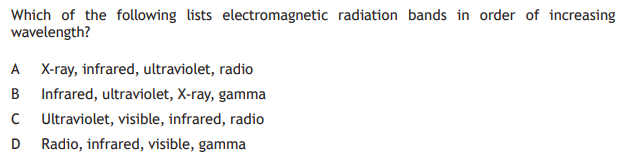 Which of the following lists electromagnetic radiation bands in order of increasing
wavelength?
A X-ray, infrared, ultraviolet, radio
B Infrared, ultraviolet, X-ray, gamma
C Ultraviolet, visible, infrared, radio
D Radio, infrared, visible, gamma